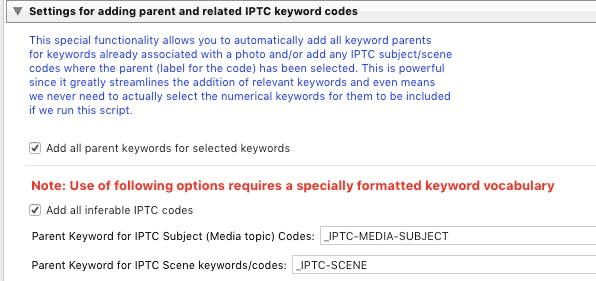 Settings for adding parent and related IPTC keyword codes
This special functionality allows you to automatically add all keyword parents
for keywords already associated with a photo and/or add any IPTC subject/scene
codes where the parent (label for the code) has been selected. This is powerful
since it greatly streamlines the addition of relevant keywords and even means
we never need to actually select the numerical keywords for them to be included
if we run this script.
Add all parent keywords for selected keywords
Note: Use of following options requires a specially formatted keyword vocabulary
Add all inferable IPTC codes
Parent Keyword for IPTC Subject (Media topic) Codes: _IPTC-MEDIA-SUBJECT
Parent Keyword for IPTC Scene keywords/codes: _IPTC-SCENE